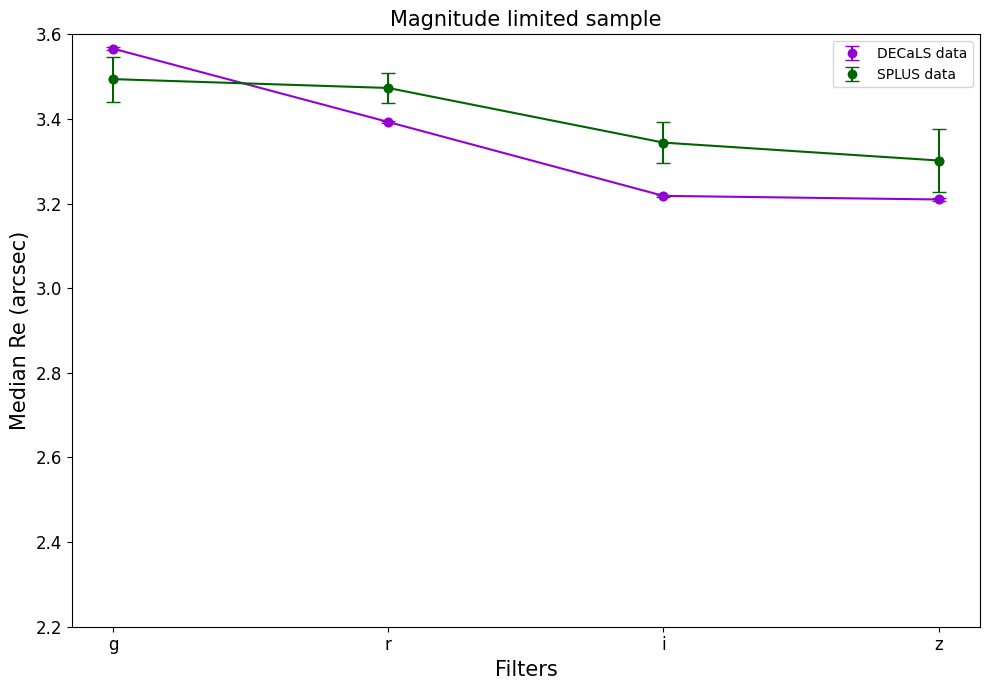 Magnitude limited sample
DECaLS data
SPLUS data
Median Re (arcsec)
3.6
3.4
3.2
3.0
2.8
2.6
2.4
2.2
g r i z
Filters